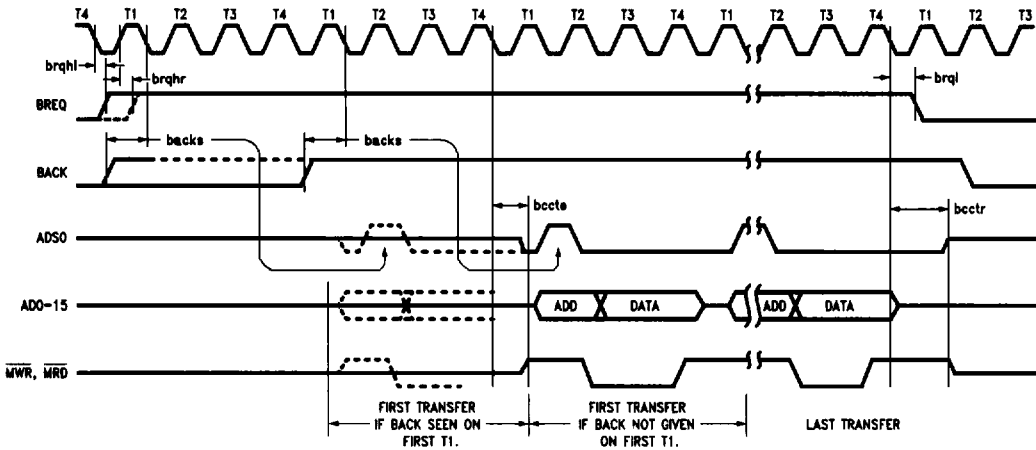 T4 T1 T2 T3 T4 T1 T2 T3 T4 T1 T2 T3 T4 T1 T2 T3 T4 T1 T2 T3
brqhl
brqhr
brql
BREQ
backs
backs
BACK
bccte
bcctr
ADS0
AD0-15
ADD
DATA
ADD
DATA
MWR, MRD
FIRST TRANSFER
IF BACK SEEN ON
FIRST T1.
FIRST TRANSFER
IF BACK NOT GIVEN
ON FIRST T1.
LAST TRANSFER